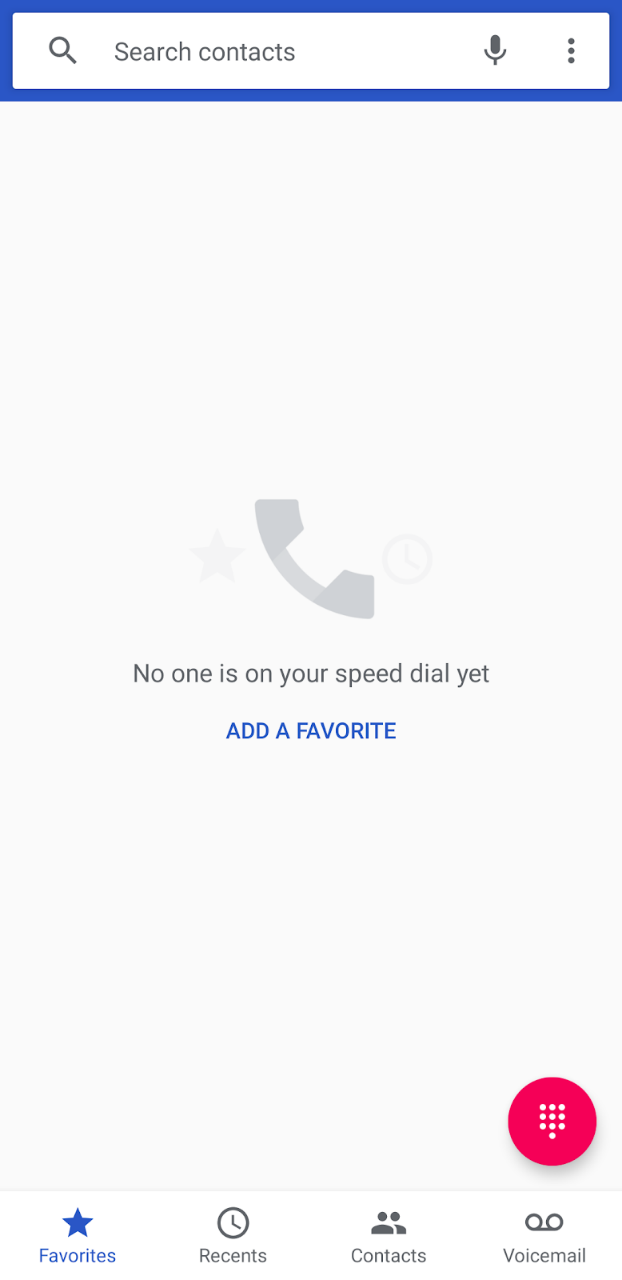 Search contacts
No one is on your speed dial yet
ADD A FAVORITE
Favorites Recents Contacts Voicemail